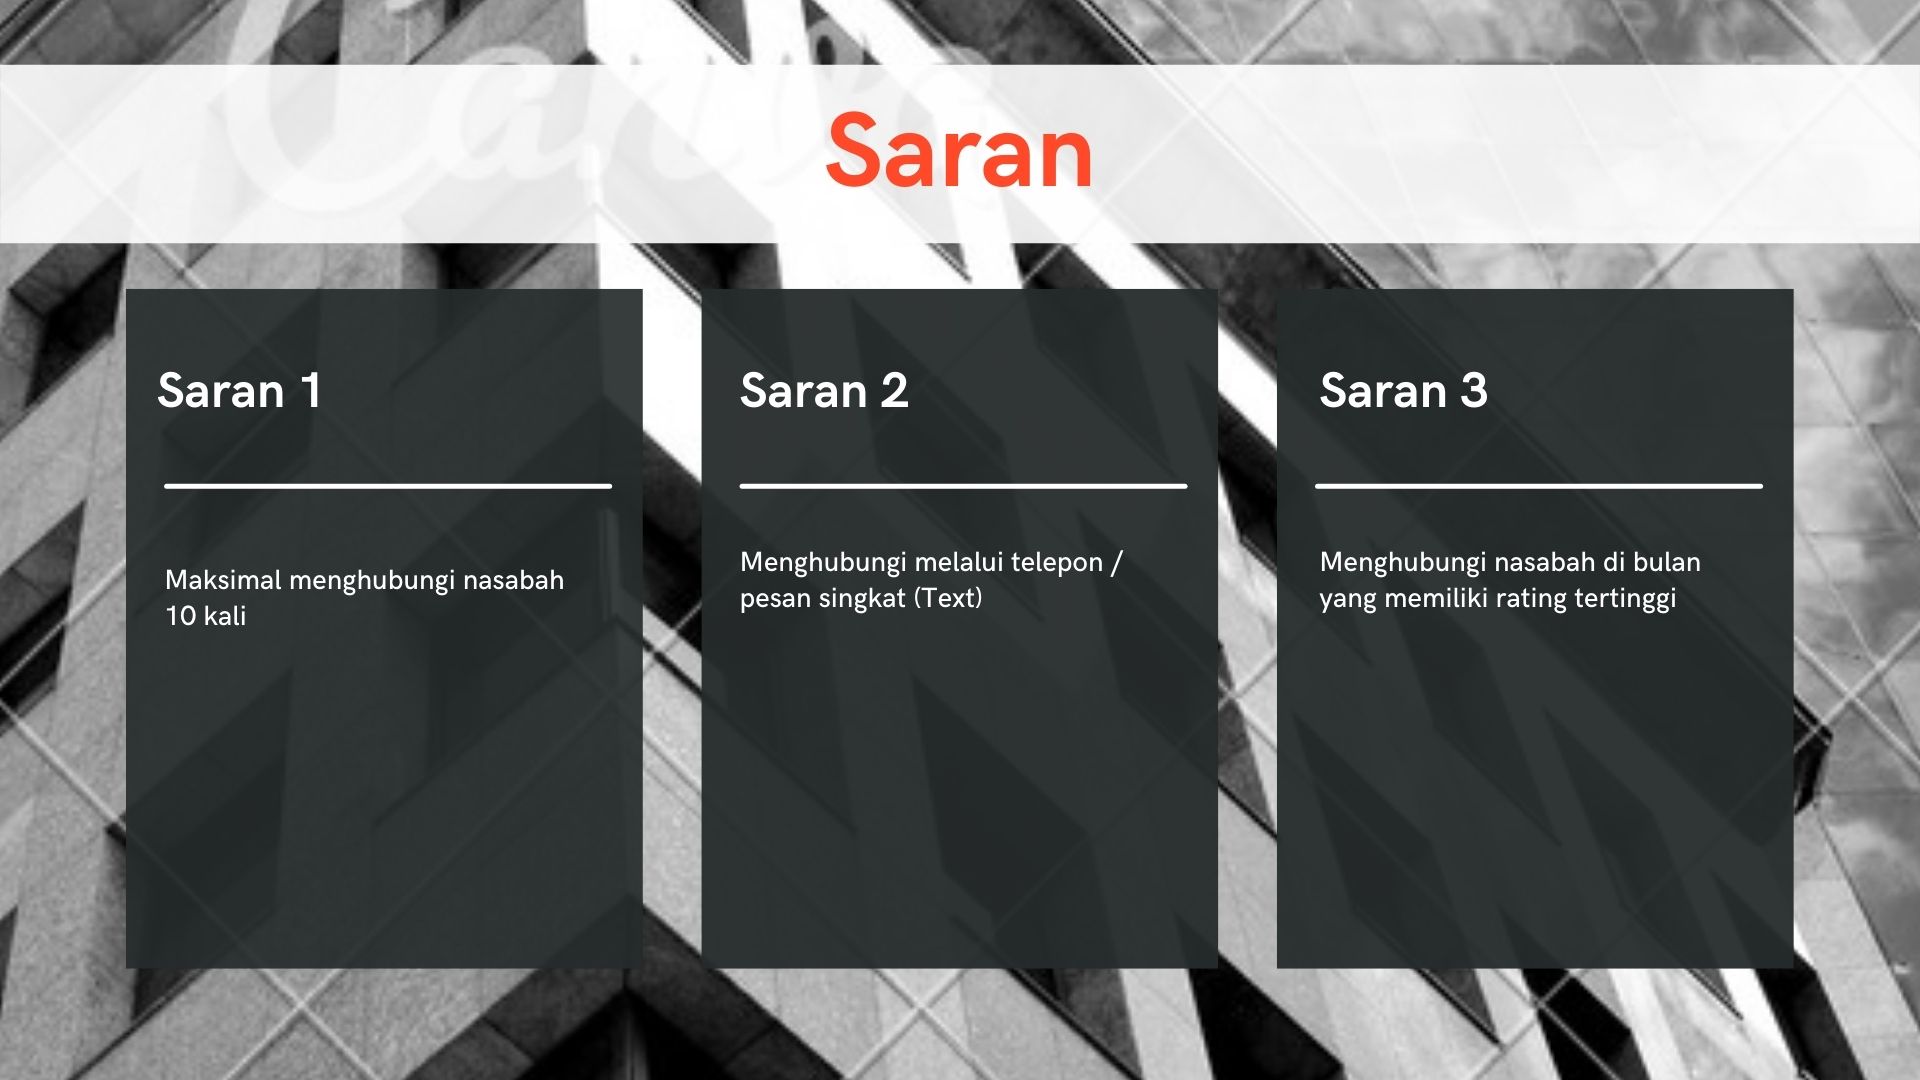 Canva
Saran
Saran 1
Maksimal menghubungi nasabah
10 kali
Saran 2
Menghubungi melalui telepon /
pesan singkat (Text)
Saran 3
Menghubungi nasabah di bulan
yang memiliki rating tertinggi